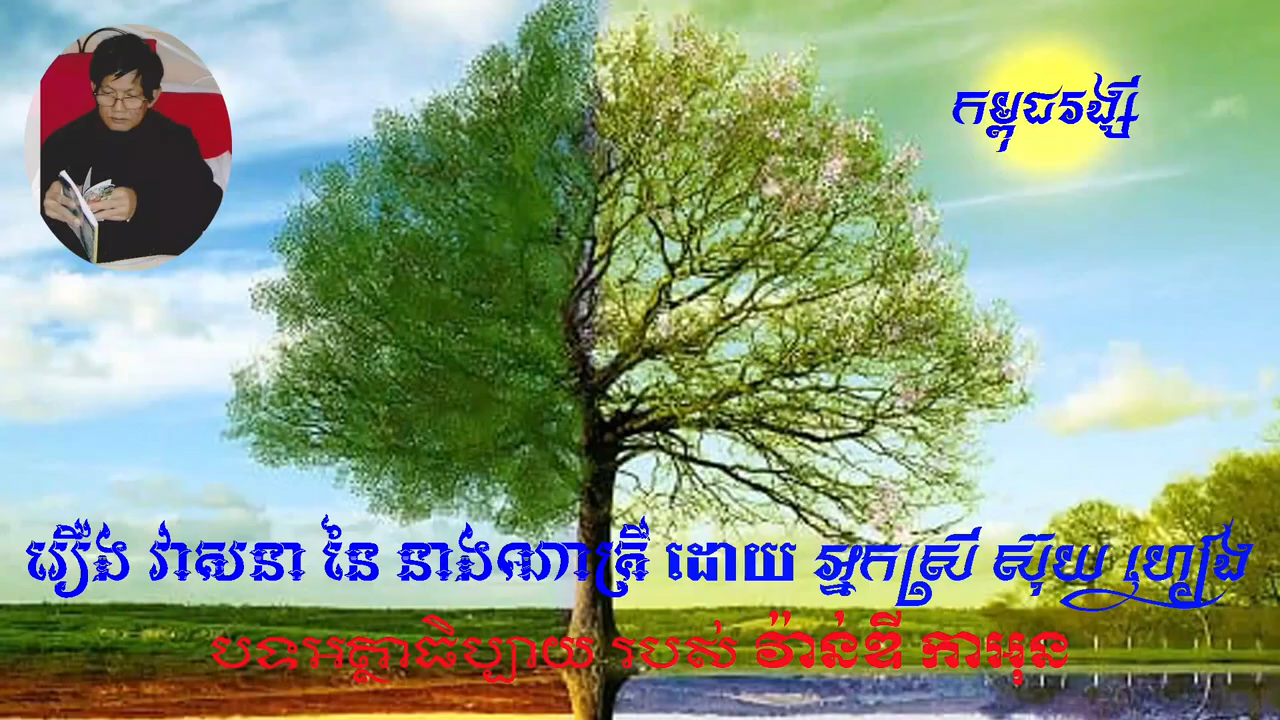 កម្ពុជវង្ស៊ី
រឿង វាសនា នៃ នាងណាគ្រី ដោយ អ្នកស្រី ស៊ុយ ហៀង
បទអត្ថាធិប្បាយ របស់ វ៉ាន់ឌី កាអុន